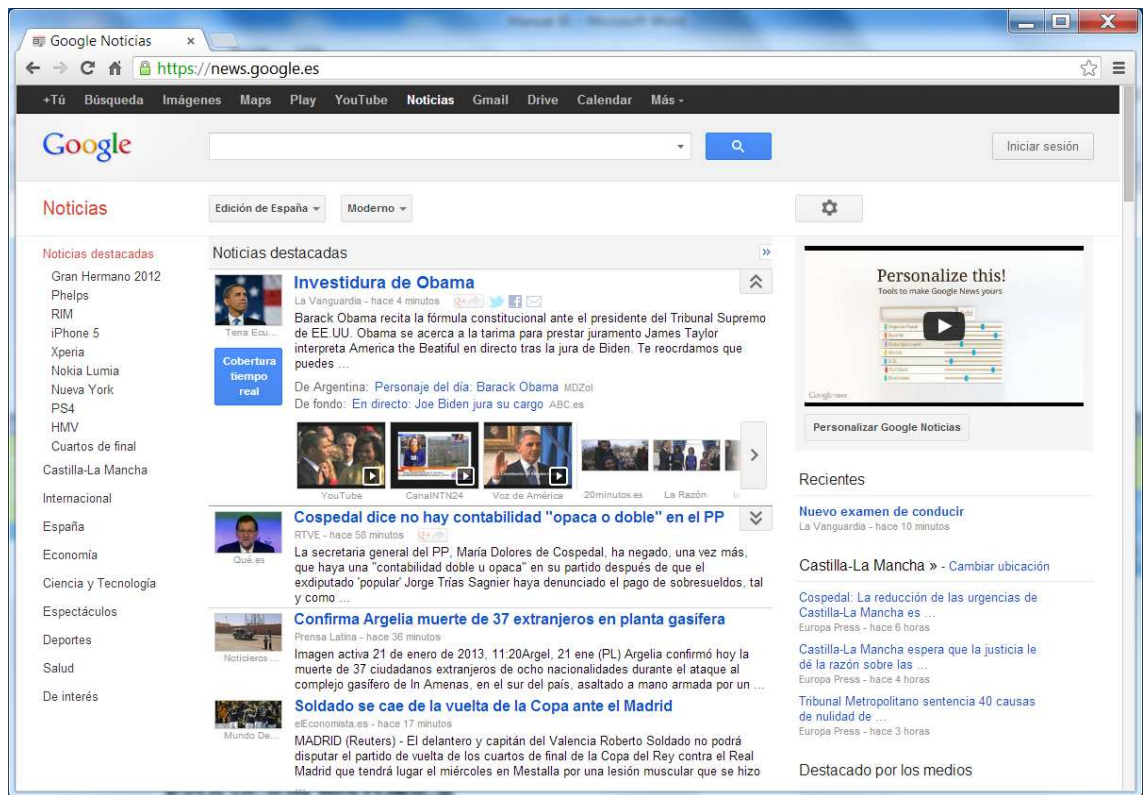 Google Noticias
https://news.google.es
+Tú Búsqueda Imágenes Maps Play YouTube Noticias Gmail Drive Calendar Más
Google
Iniciar sesión
Noticias
Edición de España
Moderno
Noticias destacadas
Gran Hermano 2012
Phelps
RIM
iPhone 5
Xperia
Nokia Lumia
Nueva York
PS4
HMV
Cuartos de final
Castilla-La Mancha
Internacional
España
Economía
Ciencia y Tecnología
Espectáculos
Deportes
Salud
De interés
Noticias destacadas
Terra Ecu...
Cobertura
tiempo
real
Investidura de Obama
La Vanguardia - hace 4 minutos
Barack Obama recita la fórmula constitucional ante el presidente del Tribunal Supremo
de EE.UU. Obama se acerca a la tarima para prestar juramento James Taylor
interpreta America the Beatiful en directo tras la jura de Biden. Te reocrdamos que
puedes ...
De Argentina: Personaje del día: Barack Obama MDZol
De fondo: En directo: Joe Biden jura su cargo ABC.es
YouTube CanalNTN24 Voz de América 20minutos.es La Razón
Qué.es
Cospedal dice no hay contabilidad "opaca o doble" en el PP
RTVE - hace 58 minutos
La secretaria general del PP, María Dolores de Cospedal, ha negado, una vez más,
que haya una "contabilidad doble u opaca" en su partido después de que el
exdiputado 'popular' Jorge Trías Sagnier haya denunciado el pago de sobresueldos, tal
y como ...
Noticieros ...
Confirma Argelia muerte de 37 extranjeros en planta gasífera
Prensa Latina - hace 36 minutos
Imagen activa 21 de enero de 2013, 11:20Argel, 21 ene (PL) Argelia confirmó hoy la
muerte de 37 ciudadanos extranjeros de ocho nacionalidades durante el ataque al
complejo gasífero de In Amenas, en el sur del país, asaltado a mano armada por un ...
Mundo De...
Soldado se cae de la vuelta de la Copa ante el Madrid
elEconomista.es - hace 17 minutos
MADRID (Reuters) - El delantero y capitán del Valencia Roberto Soldado no podrá
disputar el partido de vuelta de los cuartos de final de la Copa del Rey contra el Real
Madrid que tendrá lugar el miércoles en Mestalla por una lesión muscular que se hizo
...
Personalize this!
Tools to make Google News yours
Add
Google news
Personalizar Google Noticias
Recientes
Nuevo examen de conducir
La Vanguardia - hace 10 minutos
Castilla-La Mancha » - Cambiar ubicación
Cospedal: La reducción de las urgencias de
Castilla-La Mancha es ...
Europa Press - hace 6 horas
Castilla-La Mancha espera que la justicia le
dé la razón sobre las ...
Europa Press - hace 4 horas
Tribunal Metropolitano sentencia 40 causas
de nulidad de ...
Europa Press - hace 3 horas
Destacado por los medios